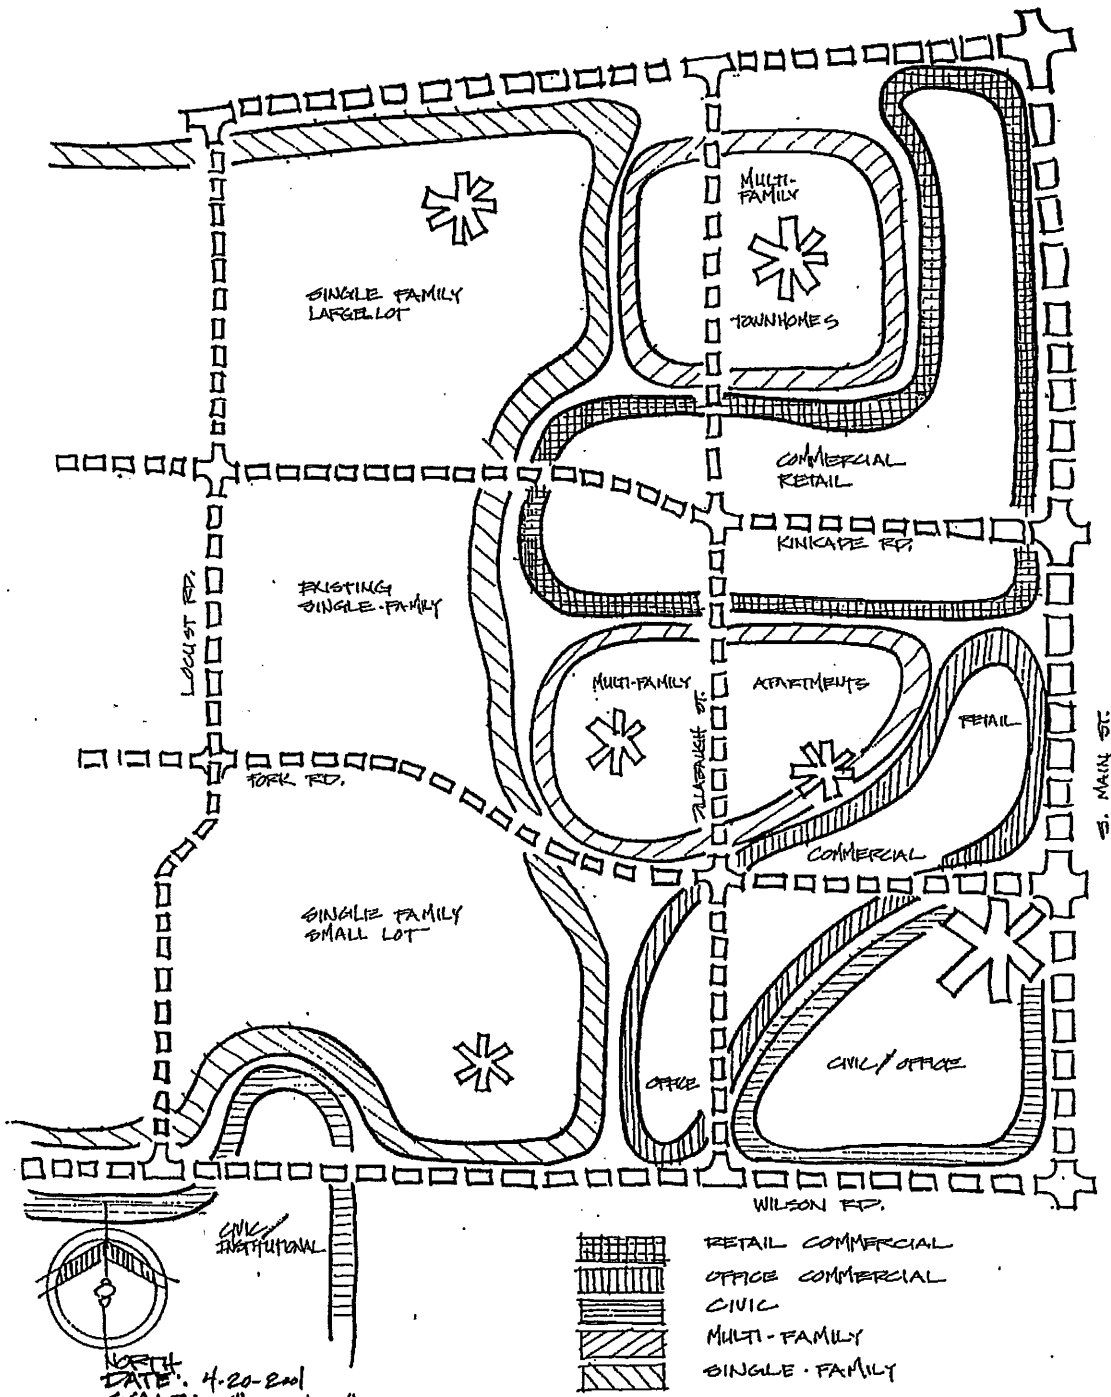 MULTI-
FAMILY
TOWNHOMES
SINGLE FAMILY
LARGE LOT
COMMERCIAL
RETAIL
KINKADE RD.
EXISTING
SINGLE-FAMILY
LOCUST RD.
MULTI-FAMILY
APARTMENTS
ST.
RETAIL
S. MAIN ST.
FORK RD.
COMMERCIAL
SINGLE FAMILY
SMALL LOT
OFFICE
CIVIC/OFFICE
WILSON RD.
CIVIC/
INSTITUTIONAL
RETAIL COMMERCIAL
OFFICE COMMERCIAL
CIVIC
MULTI-FAMILY
SINGLE-FAMILY
NORTH
DATE: 4-20-2001